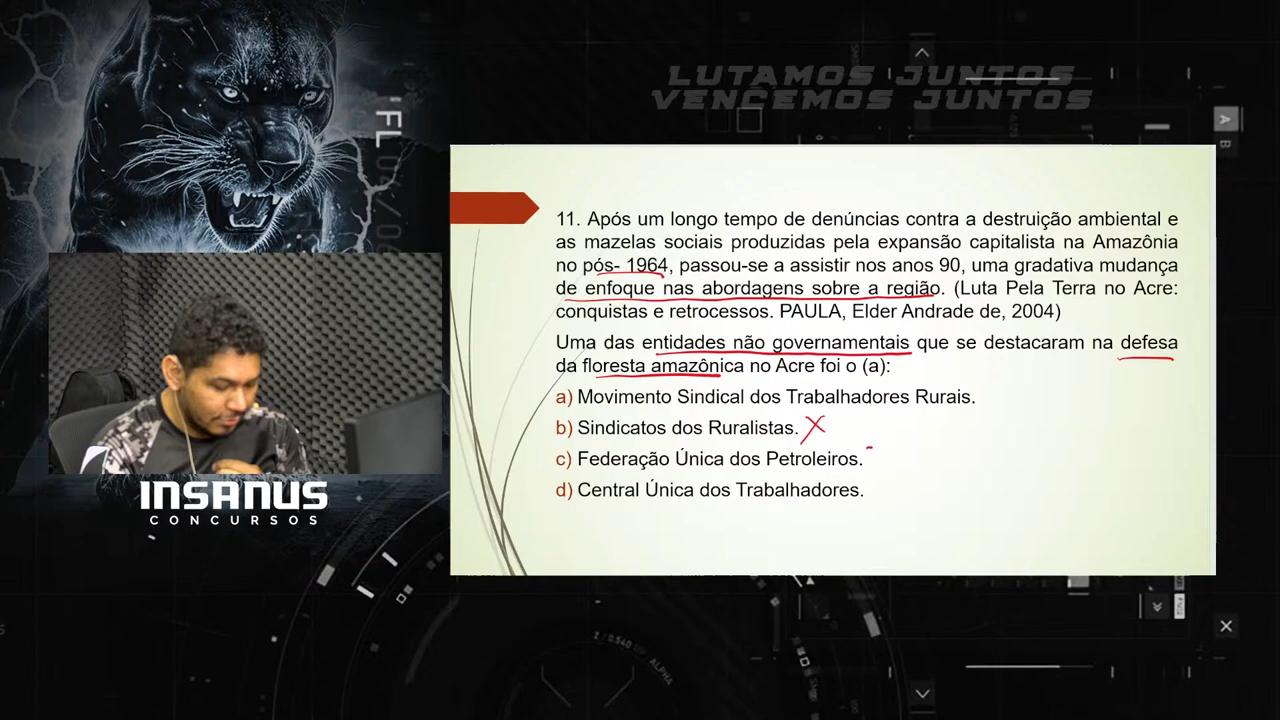 LUTAMOS JUNTOS
VENCEMOS JUNTOS
FL
A
B
11. Após um longo tempo de denúncias contra a destruição ambiental e
as mazelas sociais produzidas pela expansão capitalista na Amazônia
no pós- 1964, passou-se a assistir nos anos 90, uma gradativa mudança
de enfoque nas abordagens sobre a região. (Luta Pela Terra no Acre:
conquistas e retrocessos. PAULA, Elder Andrade de, 2004)
Uma das entidades não governamentais que se destacaram na defesa
da floresta amazônica no Acre foi o (a):
a) Movimento Sindical dos Trabalhadores Rurais.
b) Sindicatos dos Ruralistas.
c) Federação Única dos Petroleiros.
d) Central Única dos Trabalhadores.
INSANUS
CONCURSOS